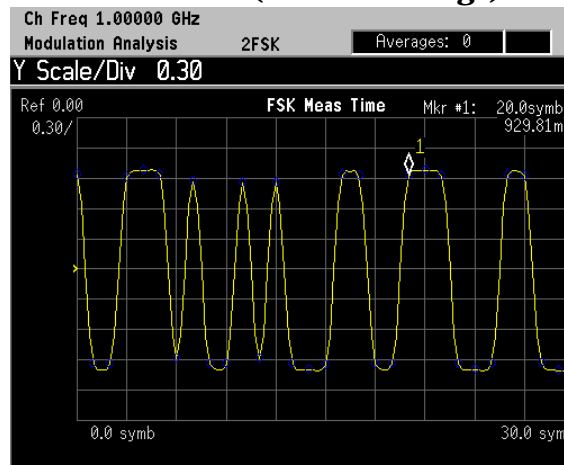 Ch Freq 1.00000 GHz
Modulation Analysis 2FSK Averages: 0
Y Scale/Div 0.30
Ref 0.00 FSK Meas Time Mkr #1: 20.0symb
0.30/ 929.81m
1
0.0 symb 30.0 sym